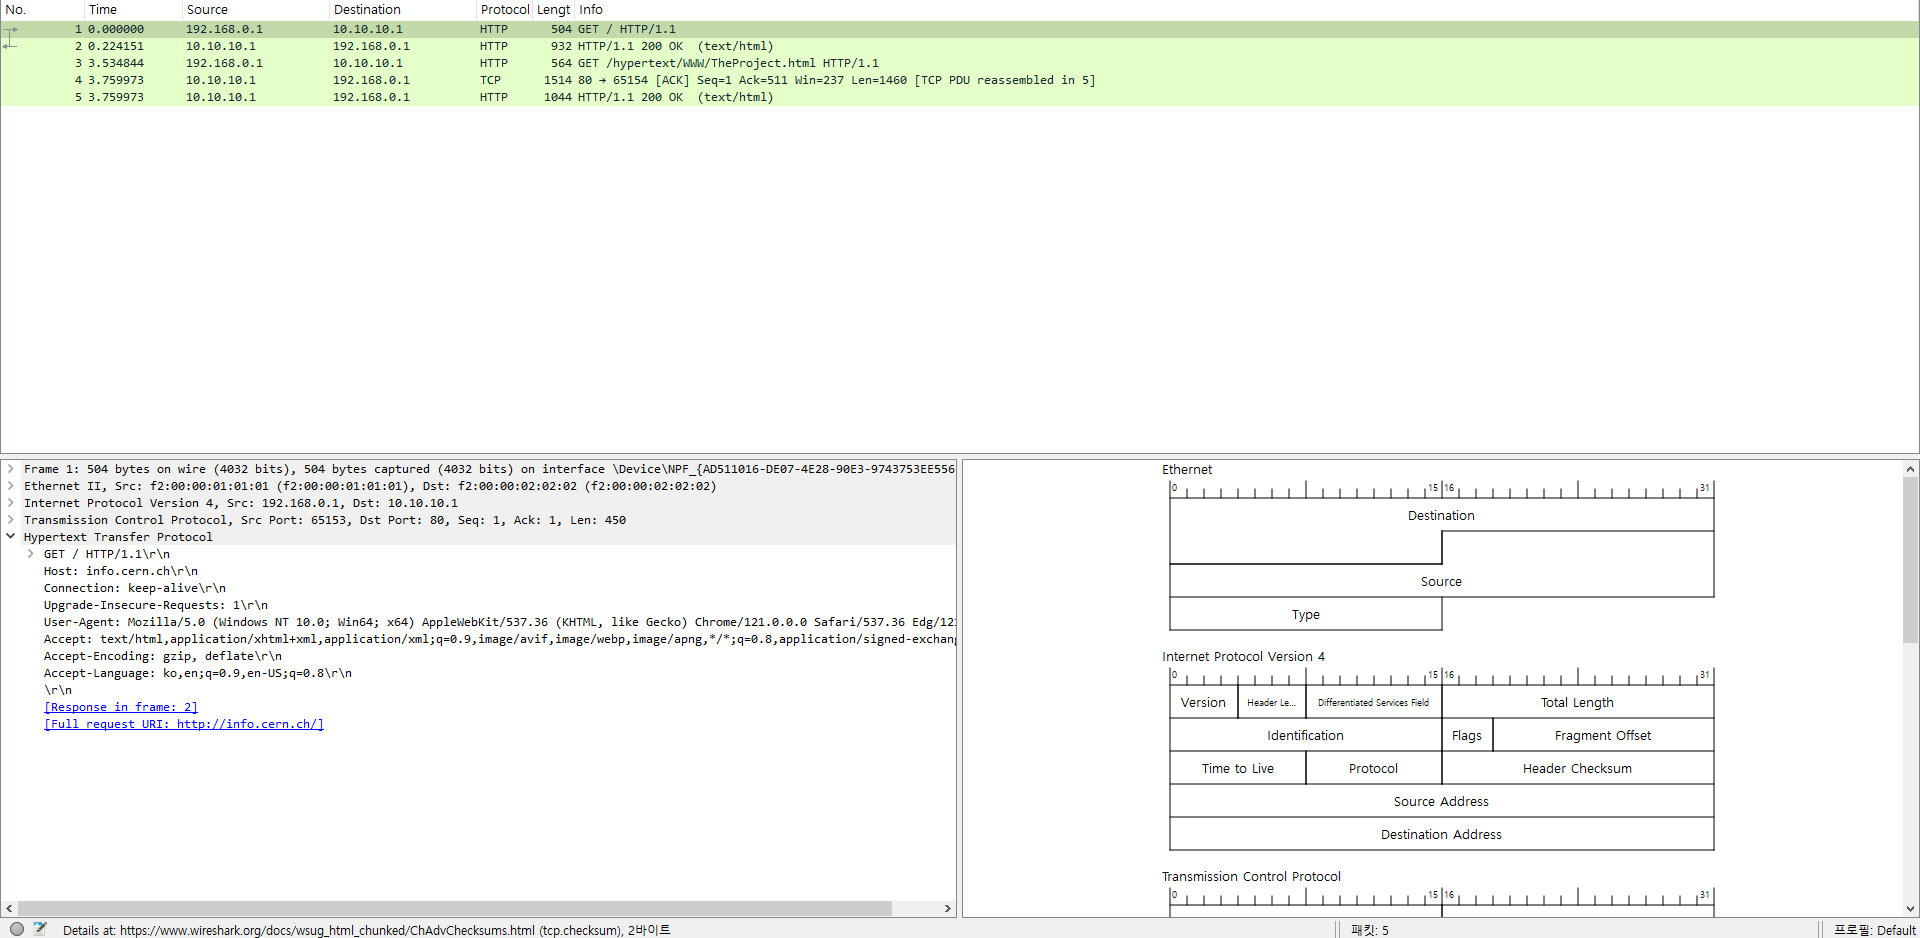 No. Time Source Destination Protocol Lengt Info
1 0.000000 192.168.0.1 10.10.10.1 HTTP 504 GET / HTTP/1.1
2 0.224151 10.10.10.1 192.168.0.1 HTTP 932 HTTP/1.1 200 OK (text/html)
3 3.534844 192.168.0.1 10.10.10.1 HTTP 564 GET /hypertext/WWW/TheProject.html HTTP/1.1
4 3.759973 10.10.10.1 192.168.0.1 TCP 1514 80 → 65154 [ACK] Seq=1 Ack=511 Win=237 Len=1460 [TCP PDU reassembled in 5]
5 3.759973 10.10.10.1 192.168.0.1 HTTP 1044 HTTP/1.1 200 OK (text/html)
Frame 1: 504 bytes on wire (4032 bits), 504 bytes captured (4032 bits) on interface \Device\NPF_{AD511016-DE07-4E28-90E3-9743753EE556
Ethernet II, Src: f2:00:00:01:01:01 (f2:00:00:01:01:01), Dst: f2:00:00:02:02:02 (f2:00:00:02:02:02)
Internet Protocol Version 4, Src: 192.168.0.1, Dst: 10.10.10.1
Transmission Control Protocol, Src Port: 65153, Dst Port: 80, Seq: 1, Ack: 1, Len: 450
Hypertext Transfer Protocol
GET / HTTP/1.1\r\n
Host: info.cern.ch\r\n
Connection: keep-alive\r\n
Upgrade-Insecure-Requests: 1\r\n
User-Agent: Mozilla/5.0 (Windows NT 10.0; Win64; x64) AppleWebKit/537.36 (KHTML, like Gecko) Chrome/121.0.0.0 Safari/537.36 Edg/121
Accept: text/html,application/xhtml+xml,application/xml;q=0.9,image/avif,image/webp,image/apng,*/*;q=0.8,application/signed-exchang
Accept-Encoding: gzip, deflate\r\n
Accept-Language: ko,en;q=0.9,en-US;q=0.8\r\n
\r\n
[Response in frame: 2]
[Full request URI: http://info.cern.ch/]
Ethernet
0 15 16 31
Destination
Source
Type
Internet Protocol Version 4
0 15 16 31
Version Header Le... Differentiated Services Field Total Length
Identification Flags Fragment Offset
Time to Live Protocol Header Checksum
Source Address
Destination Address
Transmission Control Protocol
0 15 16 31
Details at: https://www.wireshark.org/docs/wsug_html_chunked/ChAdvChecksums.html (tcp.checksum), 2바이트
패킷: 5
프로필: Default